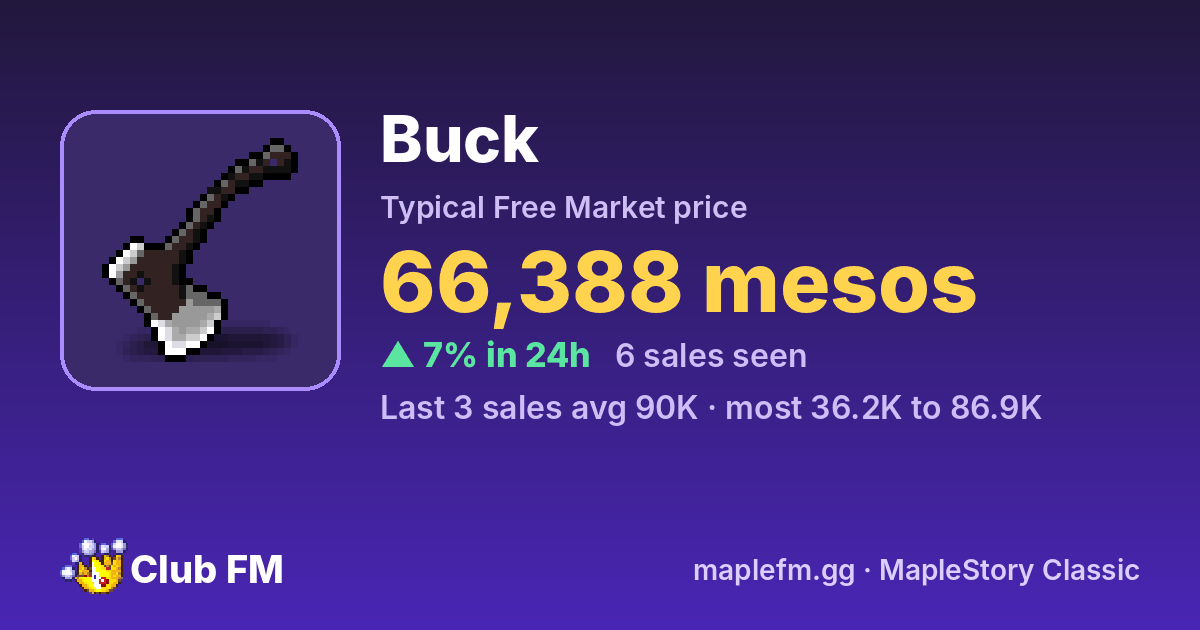 Buck
Typical Free Market price
66,388 mesos
▲ 7% in 24h 6 sales seen
Last 3 sales avg 90K · most 36.2K to 86.9K
Club FM
maplefm.gg · MapleStory Classic